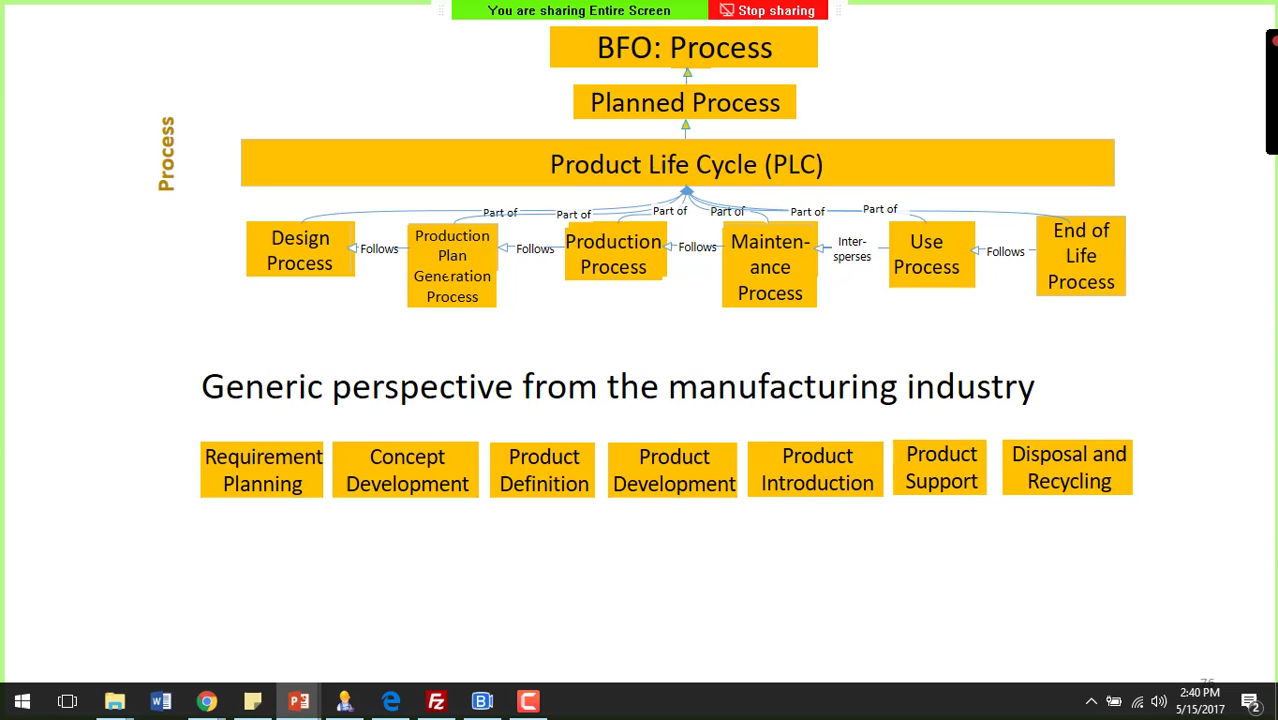 You are sharing Entire Screen
Stop sharing
BFO: Process
Planned Process
Process
Product Life Cycle (PLC)
Part of
Part of
Part of
Part of
Part of
Part of
Design
Process
Follows
Production
Plan
Generation
Process
Follows
Production
Process
Follows
Mainten-
ance
Process
Inter-
sperses
Use
Process
Follows
End of
Life
Process
Generic perspective from the manufacturing industry
Requirement
Planning
Concept
Development
Product
Definition
Product
Development
Product
Introduction
Product
Support
Disposal and
Recycling
76
2:40 PM
5/15/2017
2